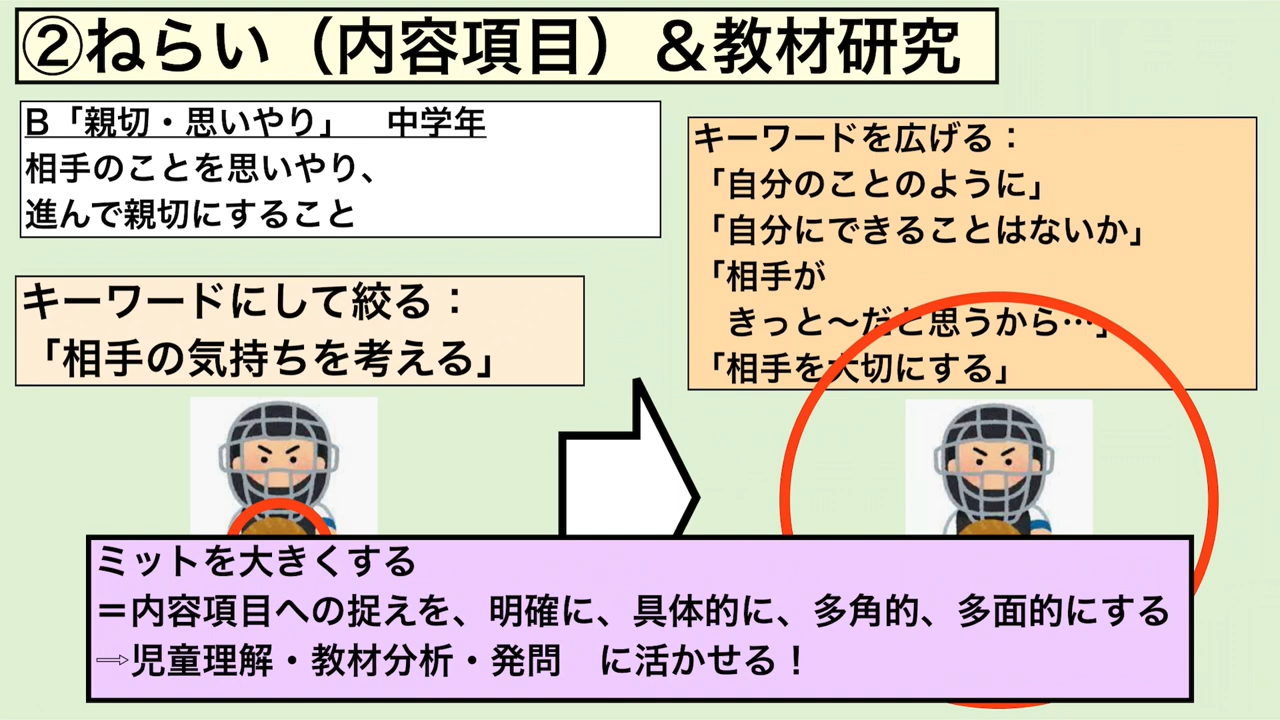 ②ねらい（内容項目）＆教材研究
B「親切・思いやり」　中学年
相手のことを思いやり、
進んで親切にすること
キーワードにして絞る：
「相手の気持ちを考える」
キーワードを広げる：
「自分のことのように」
「自分にできることはないか」
「相手が
きっと〜だと思うから…」
「相手を大切にする」
ミットを大きくする
＝内容項目への捉えを、明確に、具体的に、多角的、多面的にする
⇨児童理解・教材分析・発問　に活かせる！